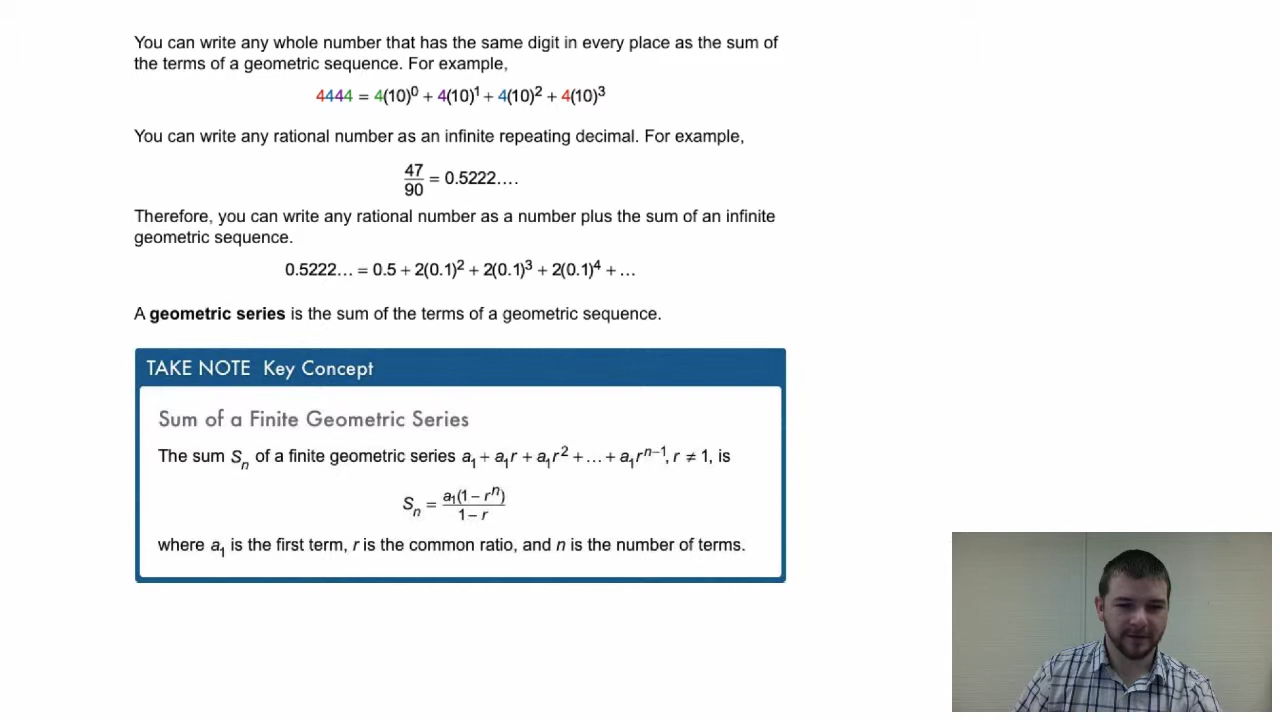 You can write any whole number that has the same digit in every place as the sum of
the terms of a geometric sequence. For example,
4444 = 4(10)⁰ + 4(10)¹ + 4(10)² + 4(10)³
You can write any rational number as an infinite repeating decimal. For example,
47/90 = 0.5222....
Therefore, you can write any rational number as a number plus the sum of an infinite
geometric sequence.
0.5222... = 0.5 + 2(0.1)² + 2(0.1)³ + 2(0.1)⁴ + ...
A geometric series is the sum of the terms of a geometric sequence.
TAKE NOTE Key Concept
Sum of a Finite Geometric Series
The sum Sₙ of a finite geometric series a₁ + a₁r + a₁r² + ... + a₁rⁿ⁻¹, r ≠ 1, is
Sₙ = a₁(1 – rⁿ)/1 – r
where a₁ is the first term, r is the common ratio, and n is the number of terms.